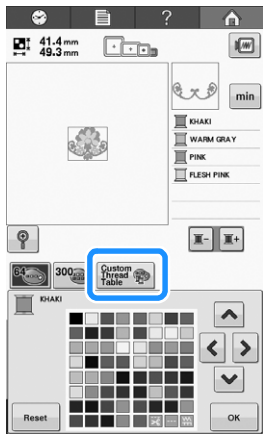 ?
41.4 mm
49.3 mm
min
KHAKI
WARM GRAY
PINK
FLESH PINK
-
+
64
300
Custom
Thread
Table
KHAKI
Reset
OK